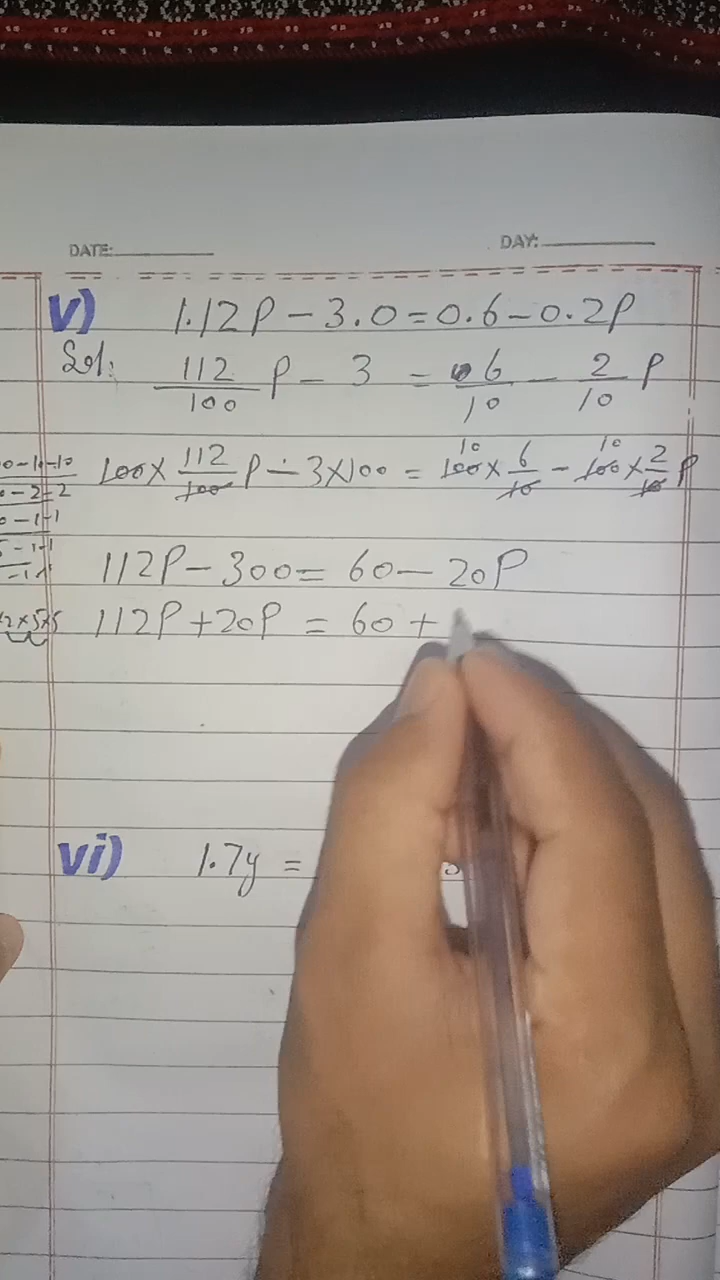 DATE: DAY:
v) 1.12P - 3.0 = 0.6 - 0.2P
Sol: 112/100 P - 3 = 6/10 - 2/10 P
100 × 112/100 P - 3×100 = 10 100 × 6/10 - 10 100 × 2/10 P
112P - 300 = 60 - 20P
112P + 20P = 60 +
vi) 1.7y =